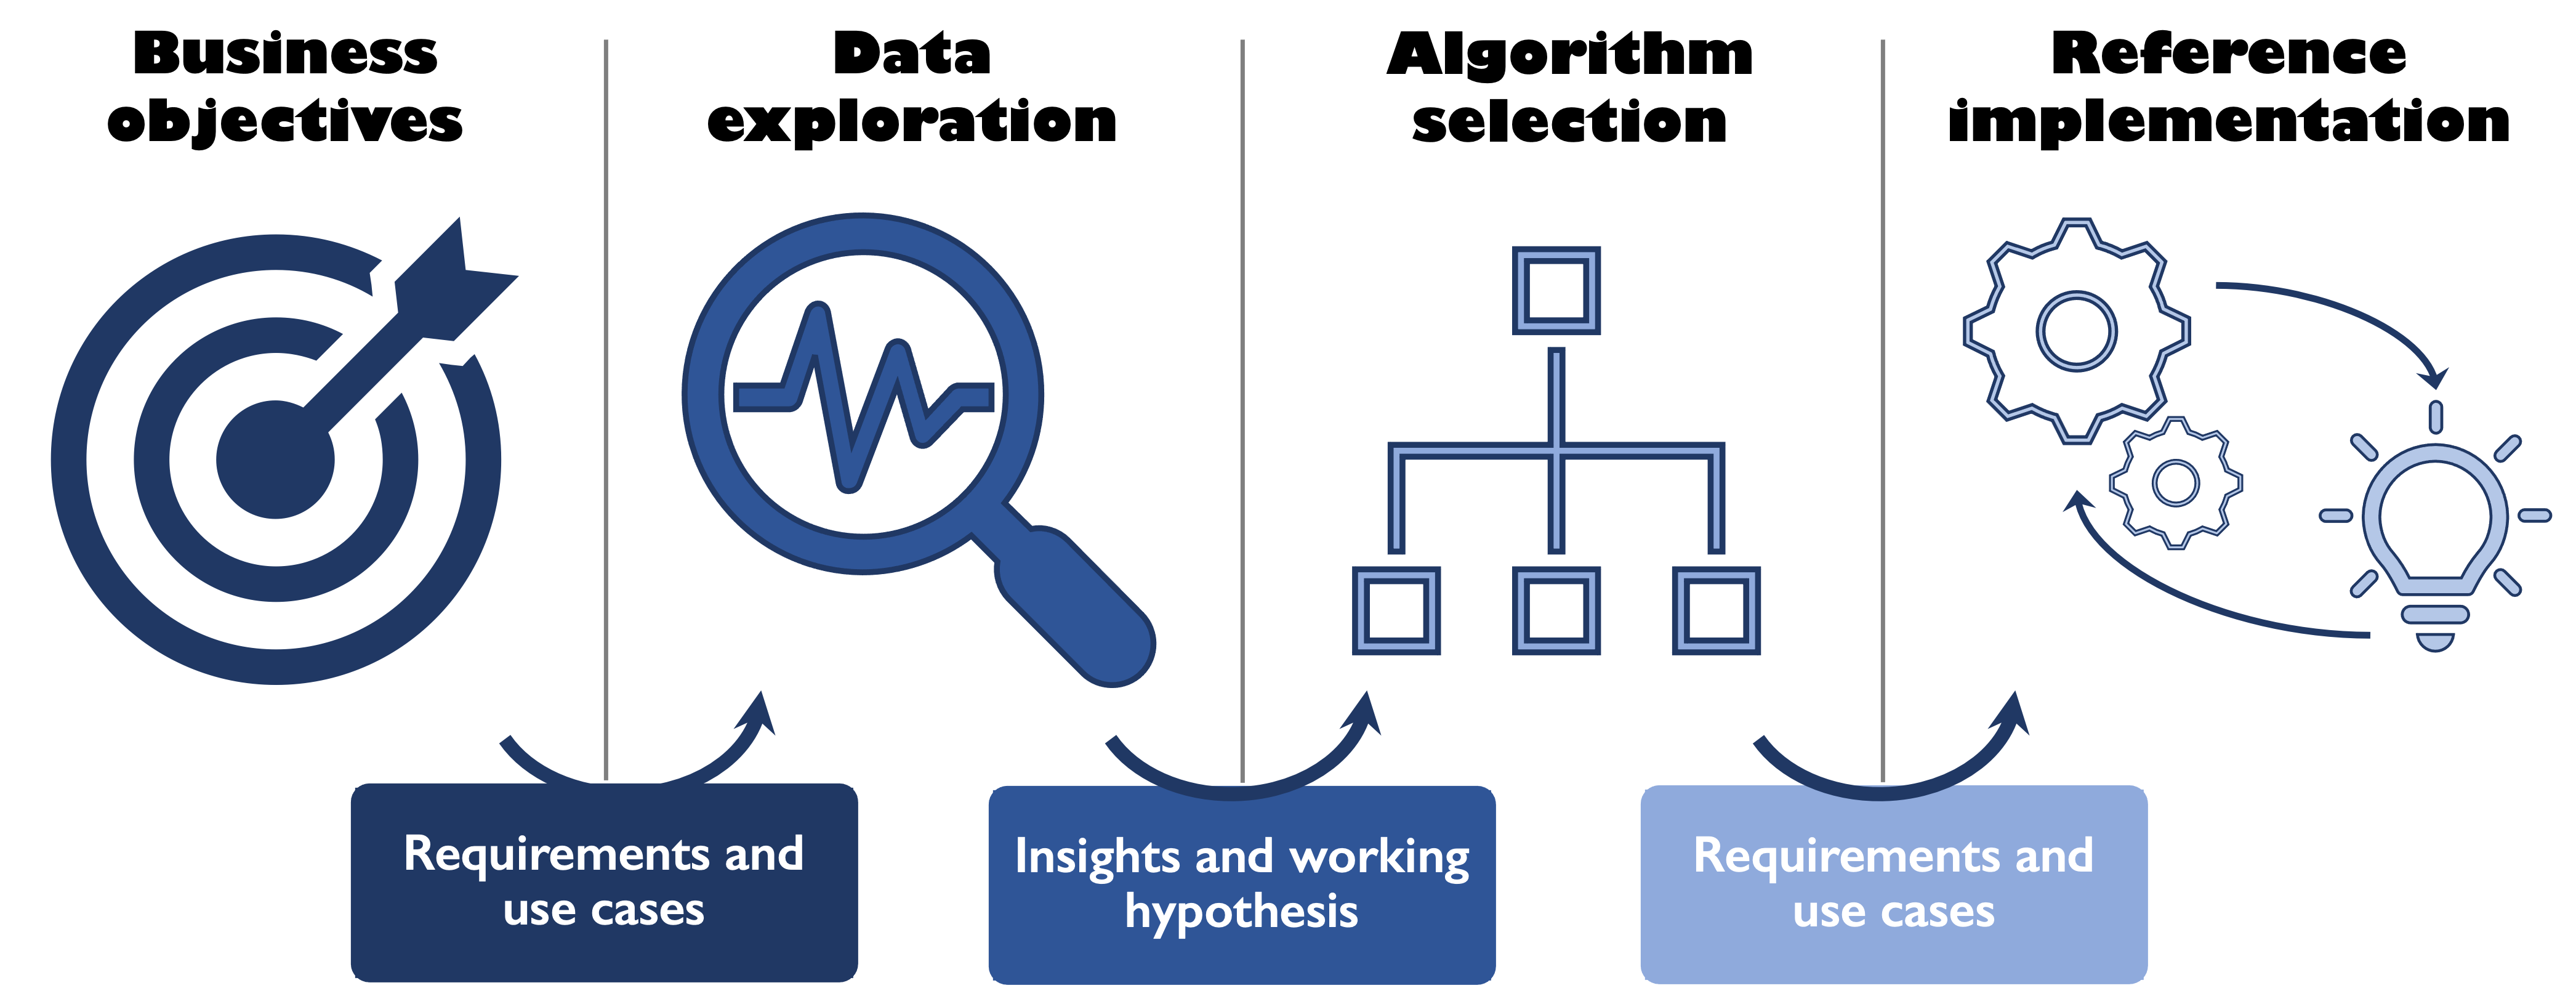 Business
objectives
Data
exploration
Algorithm
selection
Reference
implementation
Requirements and
use cases
Insights and working
hypothesis
Requirements and
use cases